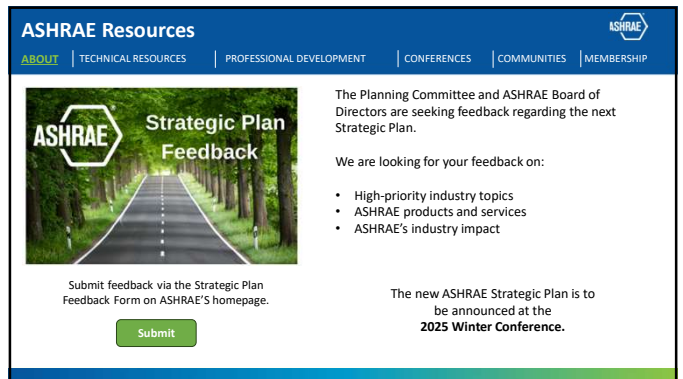 ASHRAE Resources
ASHRAE
ABOUT
TECHNICAL RESOURCES
PROFESSIONAL DEVELOPMENT
CONFERENCES
COMMUNITIES
MEMBERSHIP
ASHRAE
Strategic Plan
Feedback
Submit feedback via the Strategic Plan
Feedback Form on ASHRAE'S homepage.
Submit
The Planning Committee and ASHRAE Board of
Directors are seeking feedback regarding the next
Strategic Plan.
We are looking for your feedback on:
• High-priority industry topics
• ASHRAE products and services
• ASHRAE's industry impact
The new ASHRAE Strategic Plan is to
be announced at the
2025 Winter Conference.